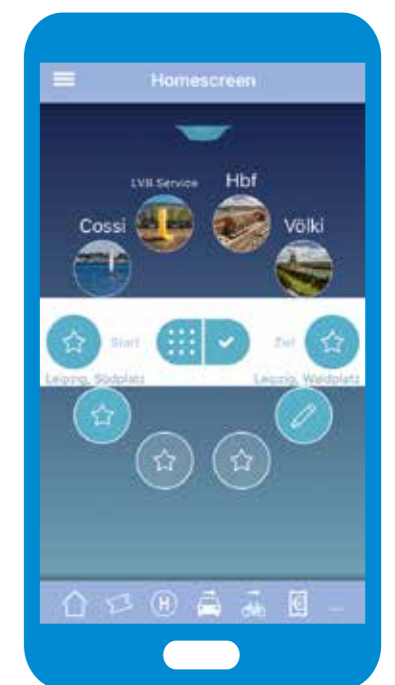 Homescreen
LVB Service
Hbf
Cossi
Völki
Start
Ziel
Leipzig, Südplatz
Leipzig, Waldplatz
H
€
...